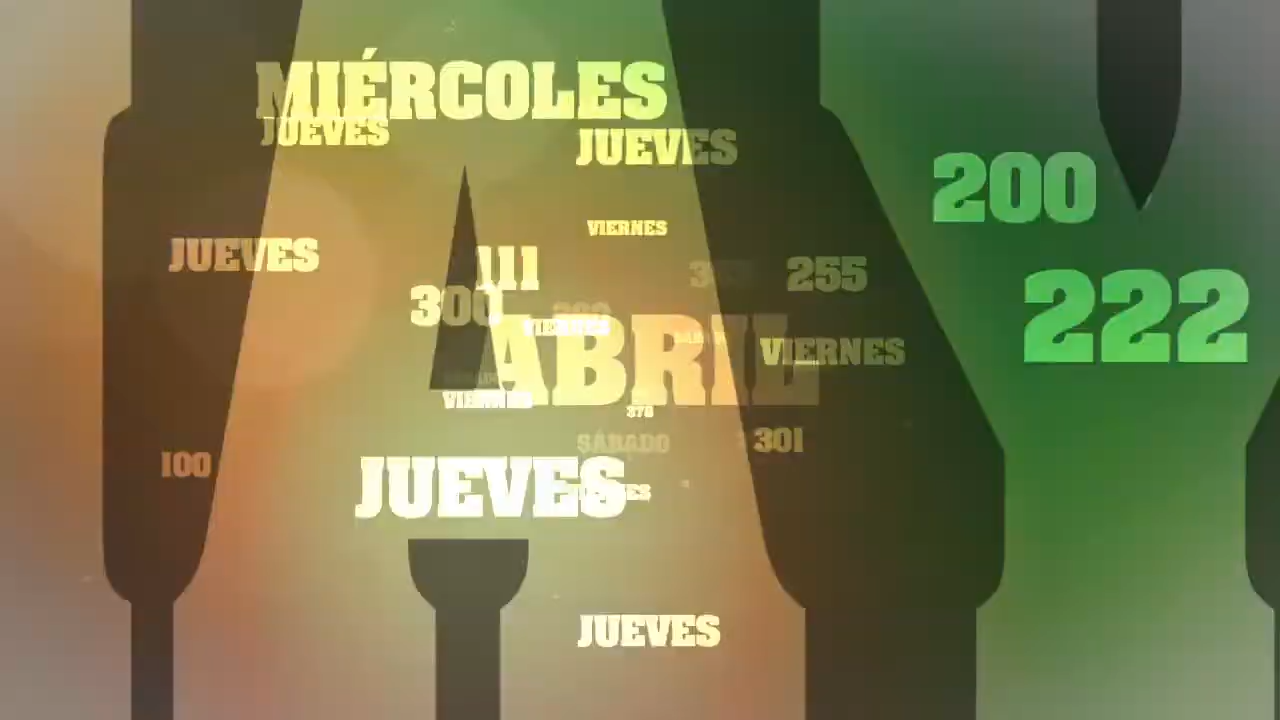 MIÉRCOLES
JUEVES
JUEVES
200
VIERNES
JUEVES
111
255
300
222
VIERNES
ABRIL
VIERNES
VIERNES
378
SÁBADO
301
100
JUEVES
JUEVES